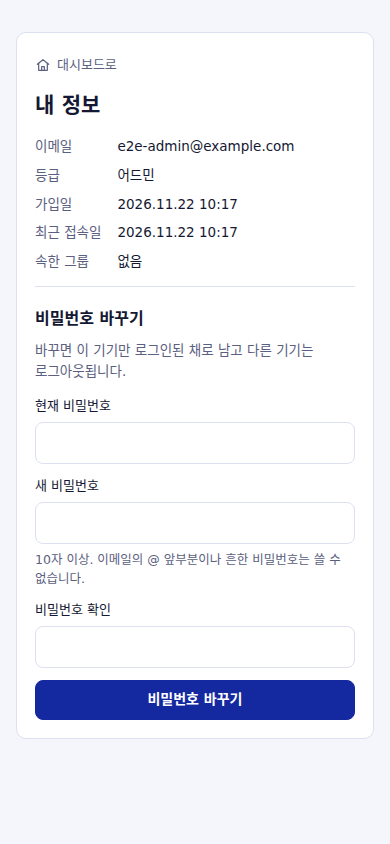 대시보드로
내 정보
이메일 e2e-admin@example.com
등급 어드민
가입일 2026.11.22 10:17
최근 접속일 2026.11.22 10:17
속한 그룹 없음
비밀번호 바꾸기
바꾸면 이 기기만 로그인된 채로 남고 다른 기기는
로그아웃됩니다.
현재 비밀번호
새 비밀번호
10자 이상. 이메일의 @ 앞부분이나 흔한 비밀번호는 쓸 수
없습니다.
비밀번호 확인
비밀번호 바꾸기